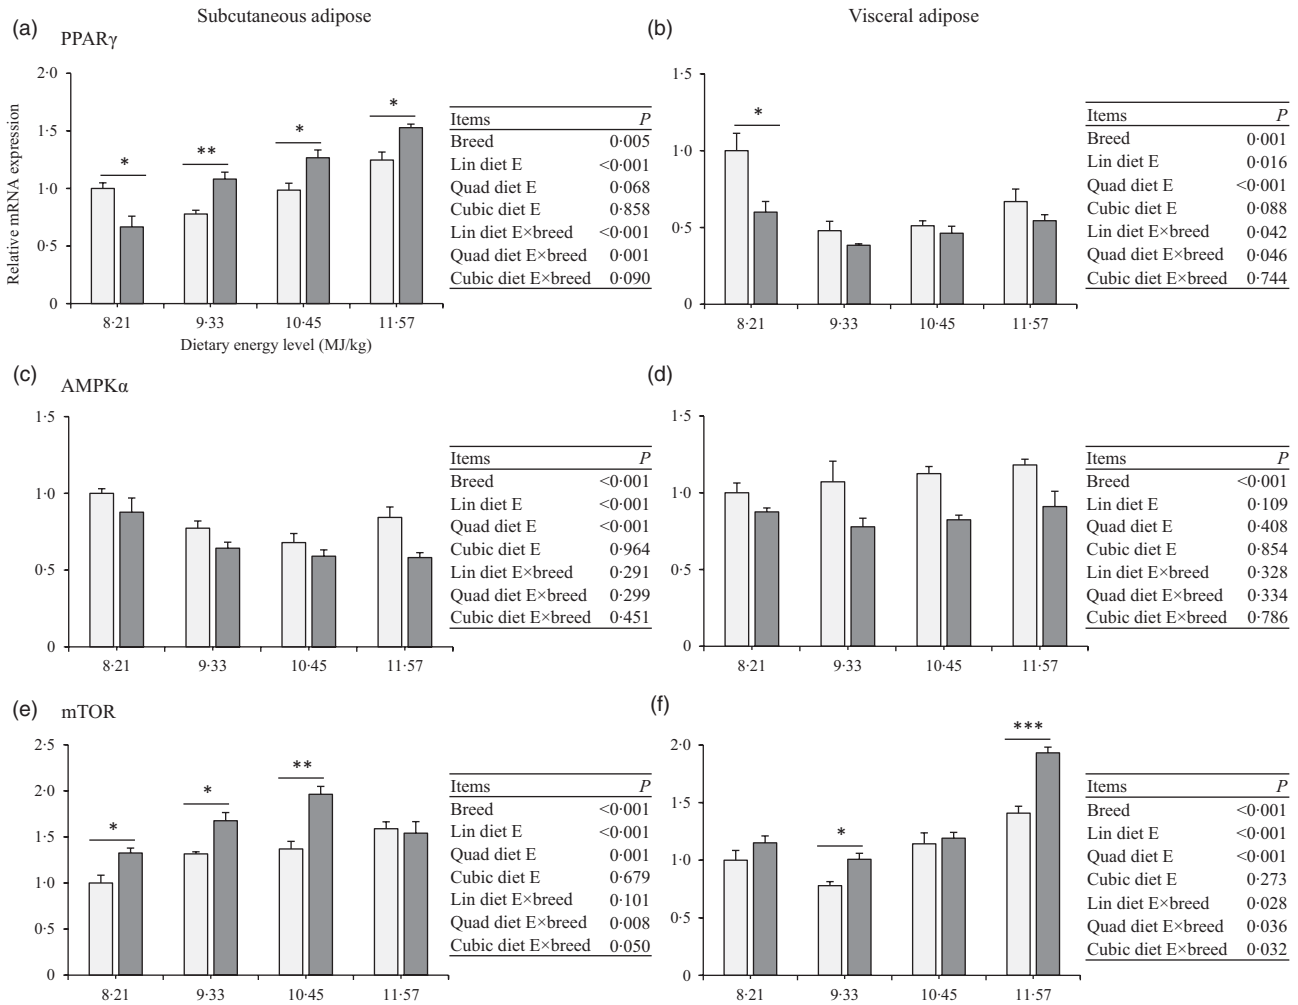 Subcutaneous adipose
Visceral adipose
(a)
PPARγ
2·0
1·5
1·0
0·5
0
Relative mRNA expression
*
**
*
*
8·21 9·33 10·45 11·57
Dietary energy level (MJ/kg)
Items P
Breed 0·005
Lin diet E <0·001
Quad diet E 0·068
Cubic diet E 0·858
Lin diet E×breed <0·001
Quad diet E×breed 0·001
Cubic diet E×breed 0·090
(b)
1·5
1·0
0·5
0
*
8·21 9·33 10·45 11·57
Items P
Breed 0·001
Lin diet E 0·016
Quad diet E <0·001
Cubic diet E 0·088
Lin diet E×breed 0·042
Quad diet E×breed 0·046
Cubic diet E×breed 0·744
(c)
AMPKα
1·5
1·0
0·5
0
8·21 9·33 10·45 11·57
Items P
Breed <0·001
Lin diet E <0·001
Quad diet E <0·001
Cubic diet E 0·964
Lin diet E×breed 0·291
Quad diet E×breed 0·299
Cubic diet E×breed 0·451
(d)
1·5
1·0
0·5
0
8·21 9·33 10·45 11·57
Items P
Breed <0·001
Lin diet E 0·109
Quad diet E 0·408
Cubic diet E 0·854
Lin diet E×breed 0·328
Quad diet E×breed 0·334
Cubic diet E×breed 0·786
(e)
mTOR
2·5
2·0
1·5
1·0
0·5
0
*
*
**
8·21 9·33 10·45 11·57
Items P
Breed <0·001
Lin diet E <0·001
Quad diet E 0·001
Cubic diet E 0·679
Lin diet E×breed 0·101
Quad diet E×breed 0·008
Cubic diet E×breed 0·050
(f)
2·0
1·5
1·0
0·5
0
*
***
8·21 9·33 10·45 11·57
Items P
Breed <0·001
Lin diet E <0·001
Quad diet E <0·001
Cubic diet E 0·273
Lin diet E×breed 0·028
Quad diet E×breed 0·036
Cubic diet E×breed 0·032